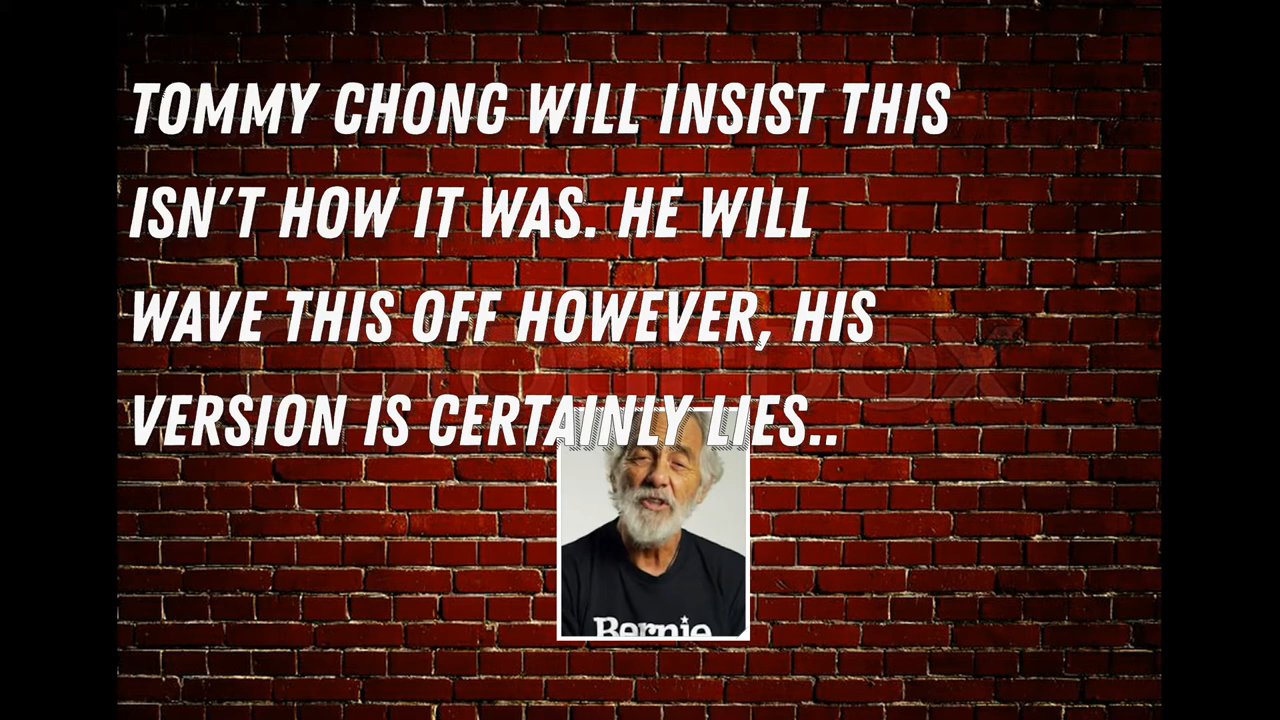 TOMMY CHONG WILL INSIST THIS
ISN'T HOW IT WAS. HE WILL
WAVE THIS OFF HOWEVER, HIS
VERSION IS CERTAINLY LIES..
colourbox
Bernie